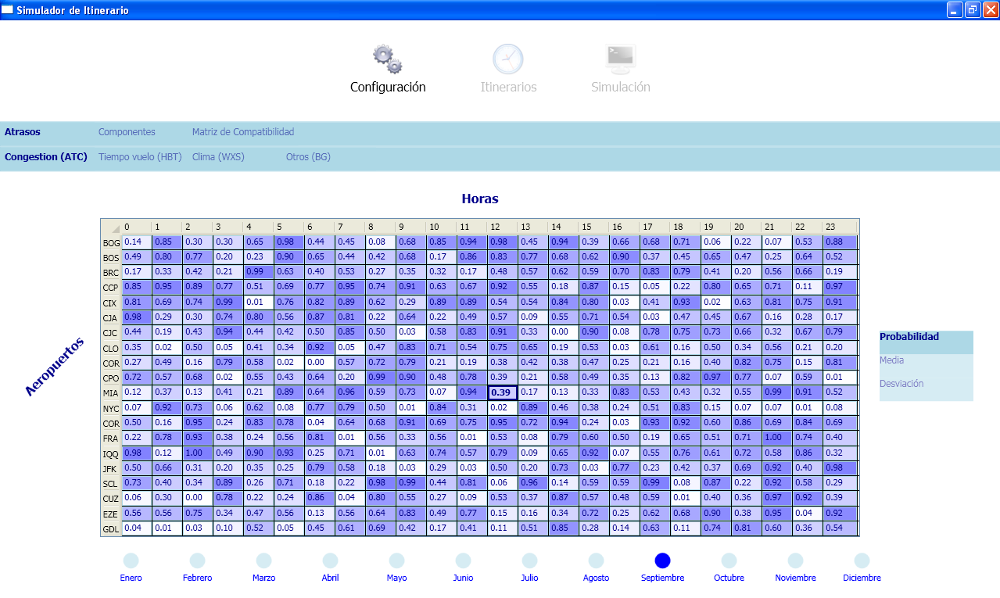 Simulador de Itinerario
Configuración Itinerarios Simulación
Atrasos Componentes Matriz de Compatibilidad
Congestion (ATC) Tiempo vuelo (HBT) Clima (WXS) Otros (BG)
Horas
0 1 2 3 4 5 6 7 8 9 10 11 12 13 14 15 16 17 18 19 20 21 22 23
BOG 0.14 0.85 0.30 0.30 0.65 0.98 0.44 0.45 0.08 0.68 0.85 0.94 0.98 0.45 0.94 0.39 0.66 0.68 0.71 0.06 0.22 0.07 0.53 0.88
BOS 0.49 0.80 0.77 0.20 0.23 0.90 0.65 0.44 0.42 0.68 0.17 0.86 0.83 0.77 0.68 0.62 0.90 0.37 0.45 0.65 0.47 0.25 0.64 0.52
BRC 0.17 0.33 0.42 0.21 0.99 0.63 0.40 0.53 0.27 0.35 0.32 0.17 0.48 0.57 0.62 0.59 0.70 0.83 0.79 0.41 0.20 0.56 0.66 0.19
CCP 0.85 0.95 0.89 0.77 0.51 0.69 0.77 0.95 0.74 0.91 0.63 0.67 0.92 0.55 0.18 0.87 0.15 0.05 0.22 0.80 0.65 0.71 0.11 0.97
CIX 0.81 0.69 0.74 0.99 0.01 0.76 0.82 0.89 0.62 0.29 0.89 0.89 0.54 0.54 0.84 0.80 0.03 0.41 0.93 0.02 0.63 0.81 0.75 0.91
CJA 0.98 0.29 0.30 0.74 0.80 0.56 0.87 0.81 0.22 0.64 0.22 0.49 0.57 0.09 0.55 0.71 0.54 0.03 0.47 0.45 0.67 0.16 0.28 0.17
CJC 0.44 0.19 0.43 0.94 0.44 0.42 0.50 0.85 0.50 0.03 0.58 0.83 0.91 0.33 0.00 0.90 0.08 0.78 0.75 0.73 0.66 0.32 0.67 0.79
CLO 0.35 0.02 0.50 0.05 0.41 0.34 0.92 0.05 0.47 0.83 0.71 0.54 0.75 0.65 0.19 0.53 0.03 0.61 0.16 0.50 0.34 0.56 0.21 0.20
COR 0.27 0.49 0.16 0.79 0.58 0.02 0.00 0.57 0.72 0.79 0.21 0.19 0.38 0.42 0.38 0.47 0.25 0.21 0.16 0.40 0.82 0.75 0.15 0.81
CPO 0.72 0.57 0.68 0.02 0.55 0.43 0.64 0.20 0.99 0.90 0.48 0.78 0.39 0.21 0.58 0.49 0.35 0.13 0.82 0.97 0.77 0.07 0.59 0.01
MIA 0.12 0.37 0.13 0.41 0.21 0.89 0.64 0.96 0.59 0.73 0.07 0.94 0.39 0.17 0.13 0.33 0.83 0.53 0.43 0.32 0.55 0.99 0.91 0.52
NYC 0.07 0.92 0.73 0.06 0.62 0.08 0.77 0.79 0.50 0.01 0.84 0.31 0.02 0.89 0.46 0.38 0.24 0.51 0.83 0.15 0.07 0.07 0.01 0.08
COR 0.50 0.16 0.95 0.24 0.83 0.78 0.04 0.64 0.68 0.91 0.69 0.75 0.95 0.72 0.94 0.24 0.03 0.93 0.92 0.60 0.86 0.69 0.84 0.69
FRA 0.22 0.78 0.93 0.38 0.24 0.56 0.81 0.01 0.56 0.33 0.56 0.01 0.53 0.08 0.79 0.60 0.50 0.19 0.65 0.51 0.71 1.00 0.74 0.40
IQQ 0.98 0.12 1.00 0.49 0.90 0.93 0.25 0.71 0.01 0.63 0.74 0.57 0.79 0.09 0.65 0.92 0.07 0.55 0.76 0.61 0.72 0.58 0.86 0.32
JFK 0.50 0.66 0.31 0.20 0.35 0.25 0.79 0.58 0.18 0.03 0.29 0.03 0.50 0.20 0.73 0.03 0.77 0.23 0.42 0.37 0.69 0.92 0.40 0.98
SCL 0.73 0.40 0.34 0.89 0.26 0.71 0.18 0.22 0.98 0.99 0.44 0.81 0.06 0.96 0.14 0.59 0.59 0.99 0.08 0.87 0.22 0.92 0.58 0.29
CUZ 0.06 0.30 0.00 0.78 0.22 0.24 0.86 0.04 0.80 0.55 0.27 0.09 0.53 0.37 0.87 0.57 0.48 0.59 0.01 0.40 0.36 0.97 0.92 0.39
EZE 0.56 0.56 0.75 0.34 0.47 0.56 0.13 0.56 0.64 0.83 0.49 0.77 0.15 0.16 0.34 0.72 0.25 0.62 0.68 0.90 0.38 0.95 0.04 0.92
GDL 0.04 0.01 0.03 0.10 0.52 0.05 0.45 0.61 0.69 0.42 0.17 0.41 0.11 0.51 0.85 0.28 0.14 0.63 0.11 0.74 0.81 0.60 0.36 0.54
Aeropuertos
Probabilidad
Media
Desviación
Enero Febrero Marzo Abril Mayo Junio Julio Agosto Septiembre Octubre Noviembre Diciembre